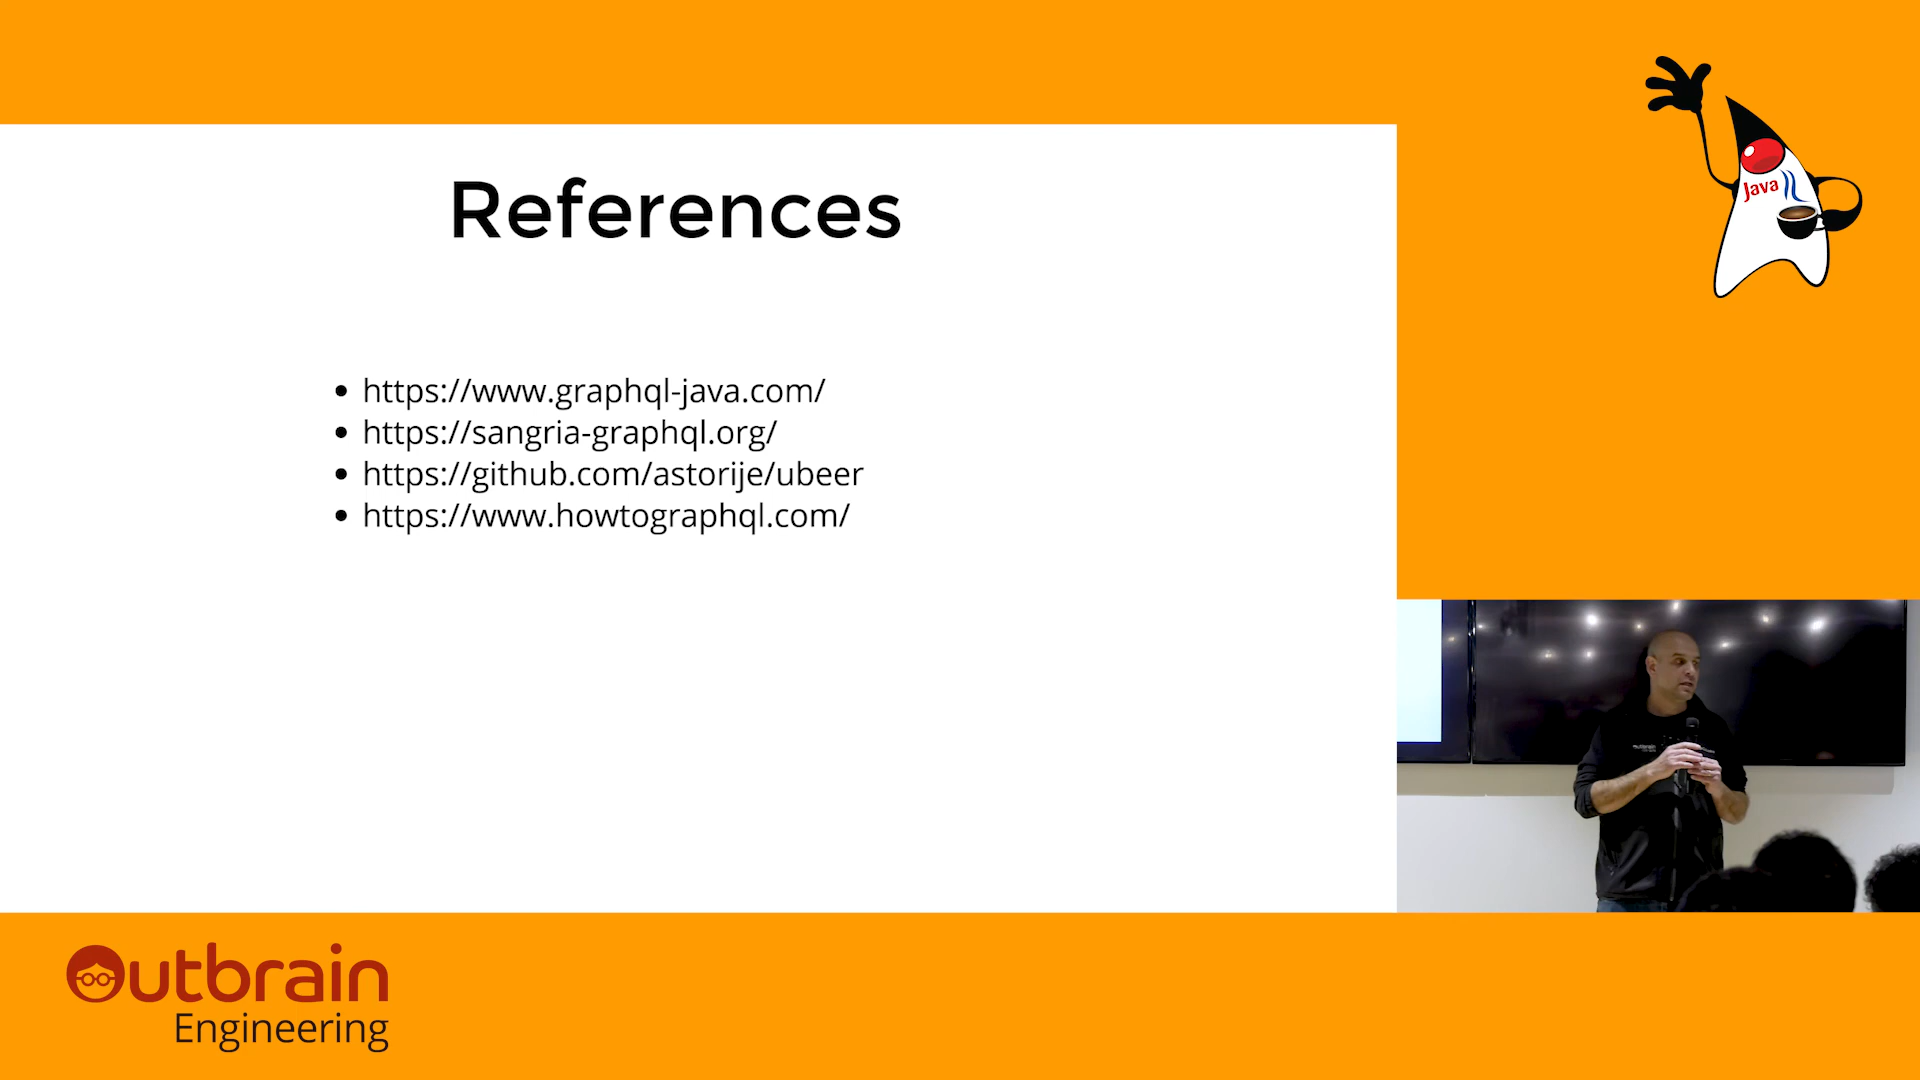 References
https://www.graphql-java.com/
https://sangria-graphql.org/
https://github.com/astorije/ubeer
https://www.howtographql.com/
Java
Outbrain
Engineering